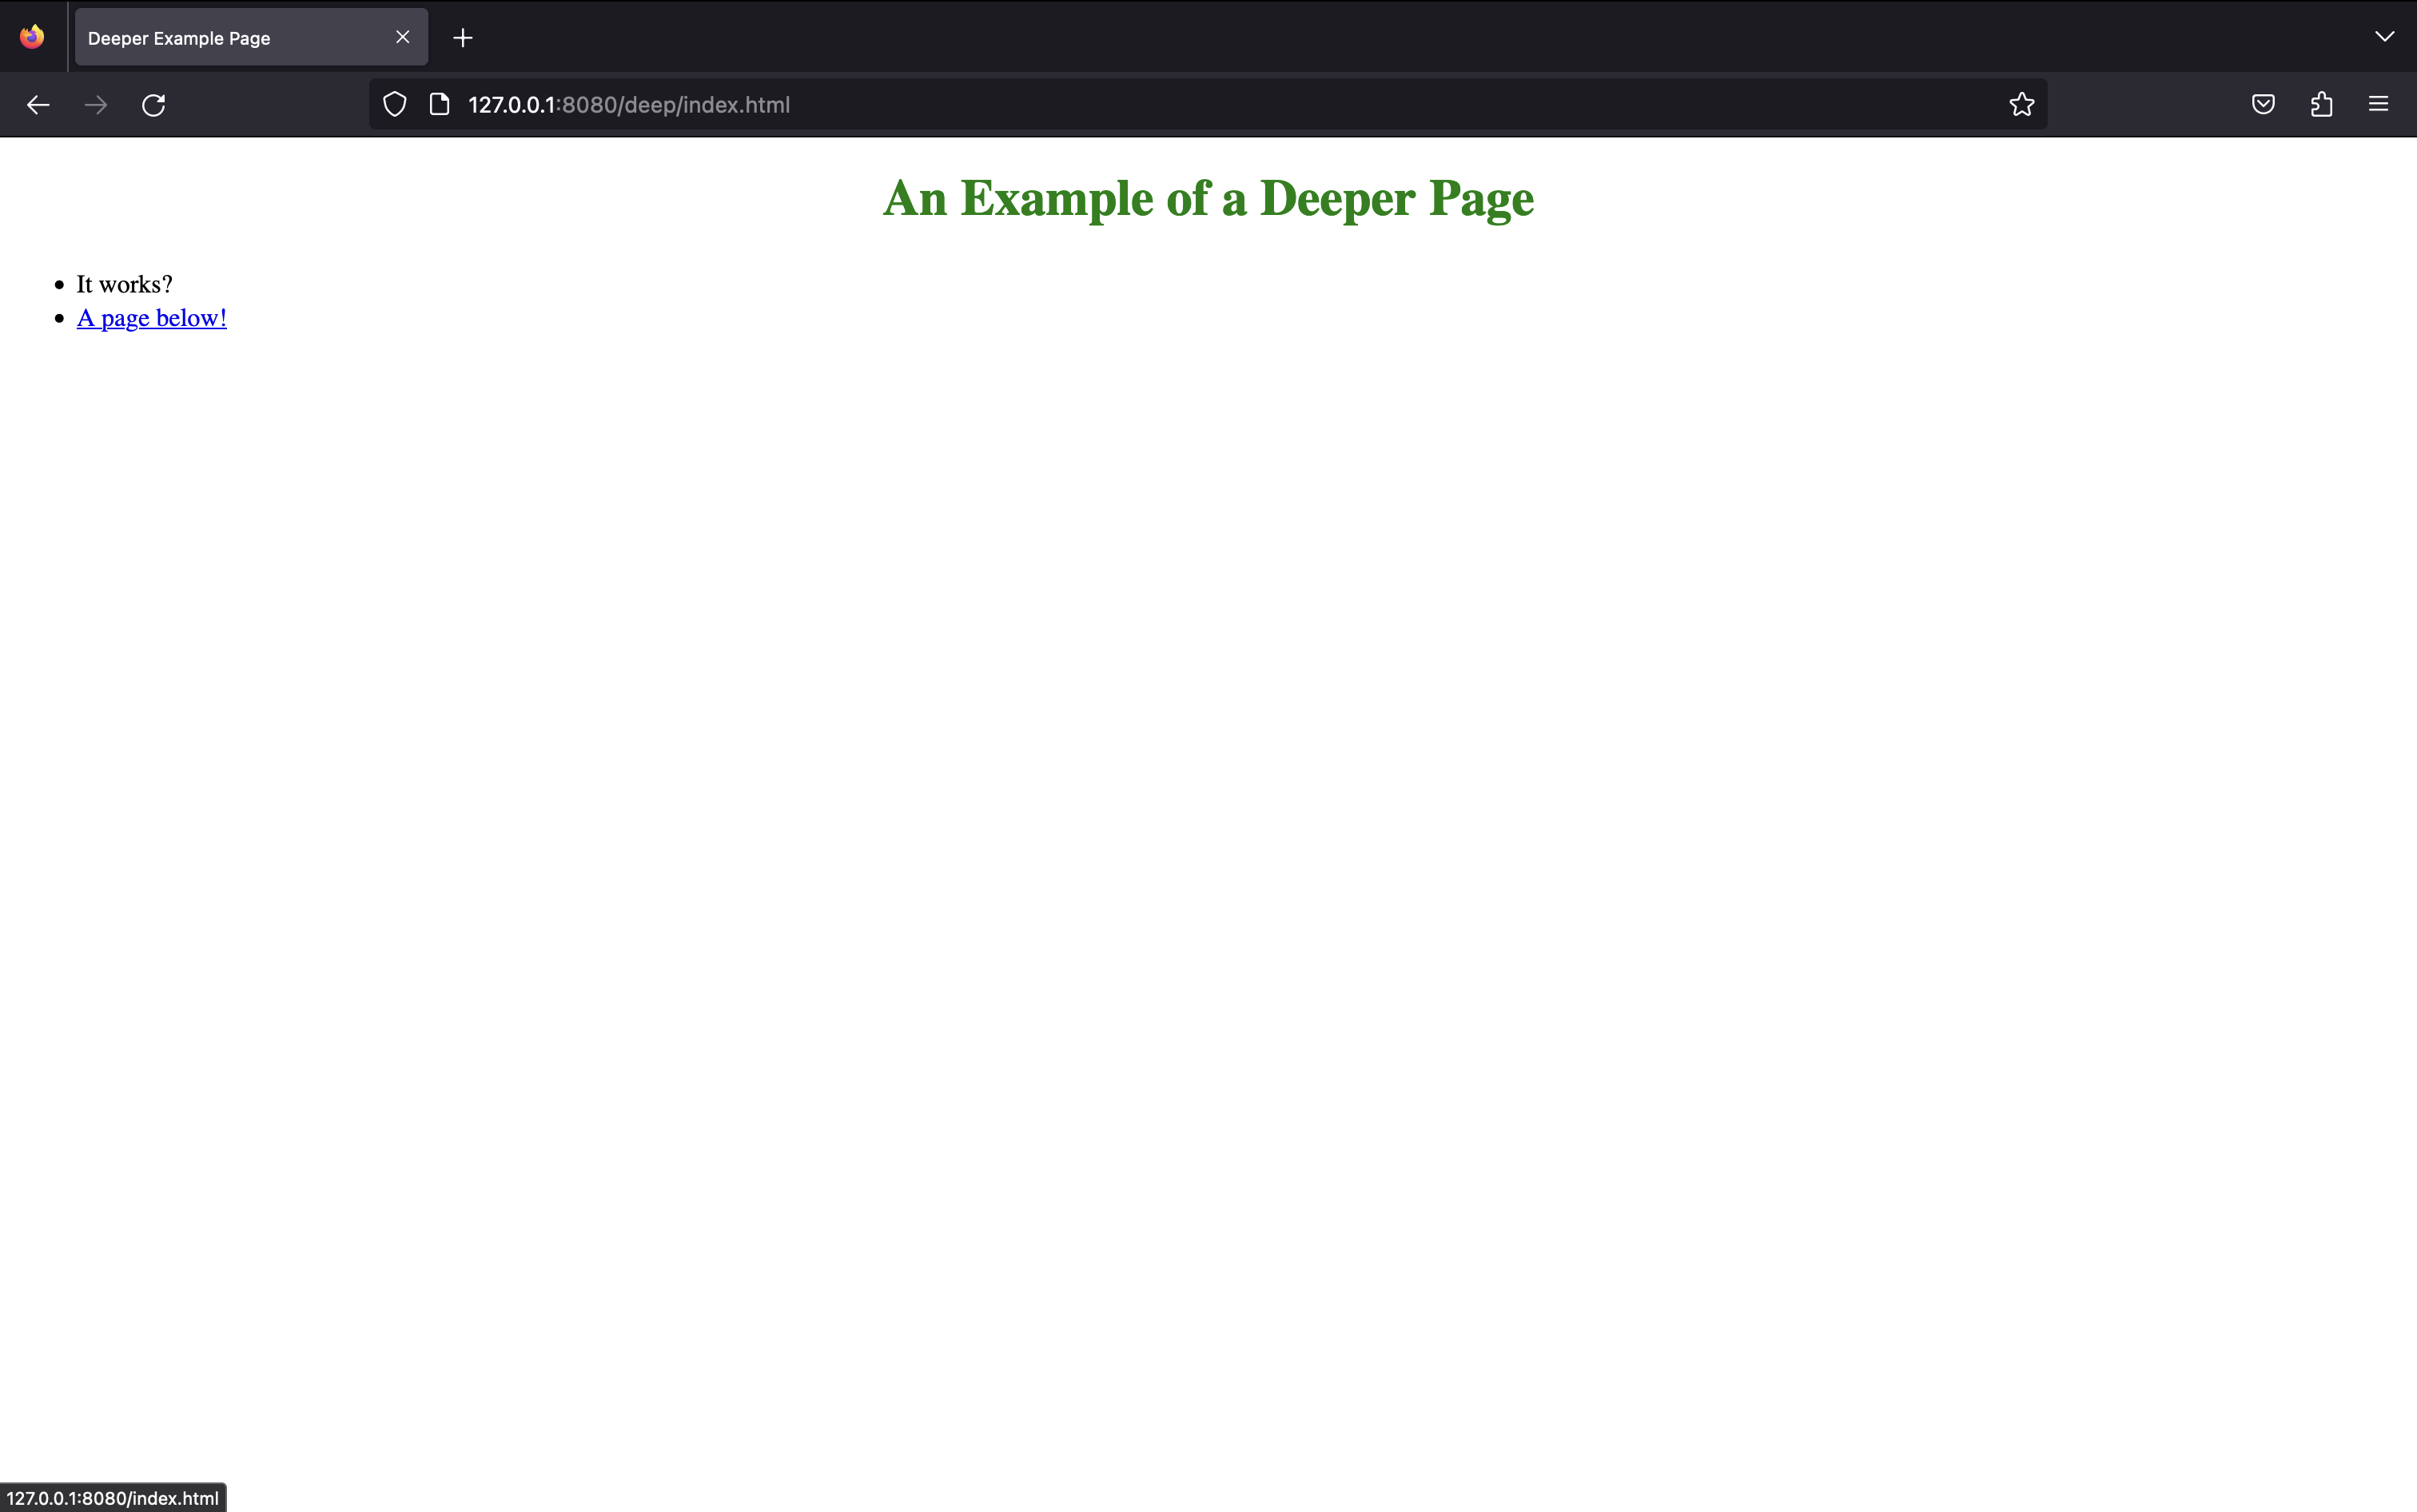 Deeper Example Page
127.0.0.1:8080/deep/index.html
An Example of a Deeper Page
It works?
A page below!
127.0.0.1:8080/index.html